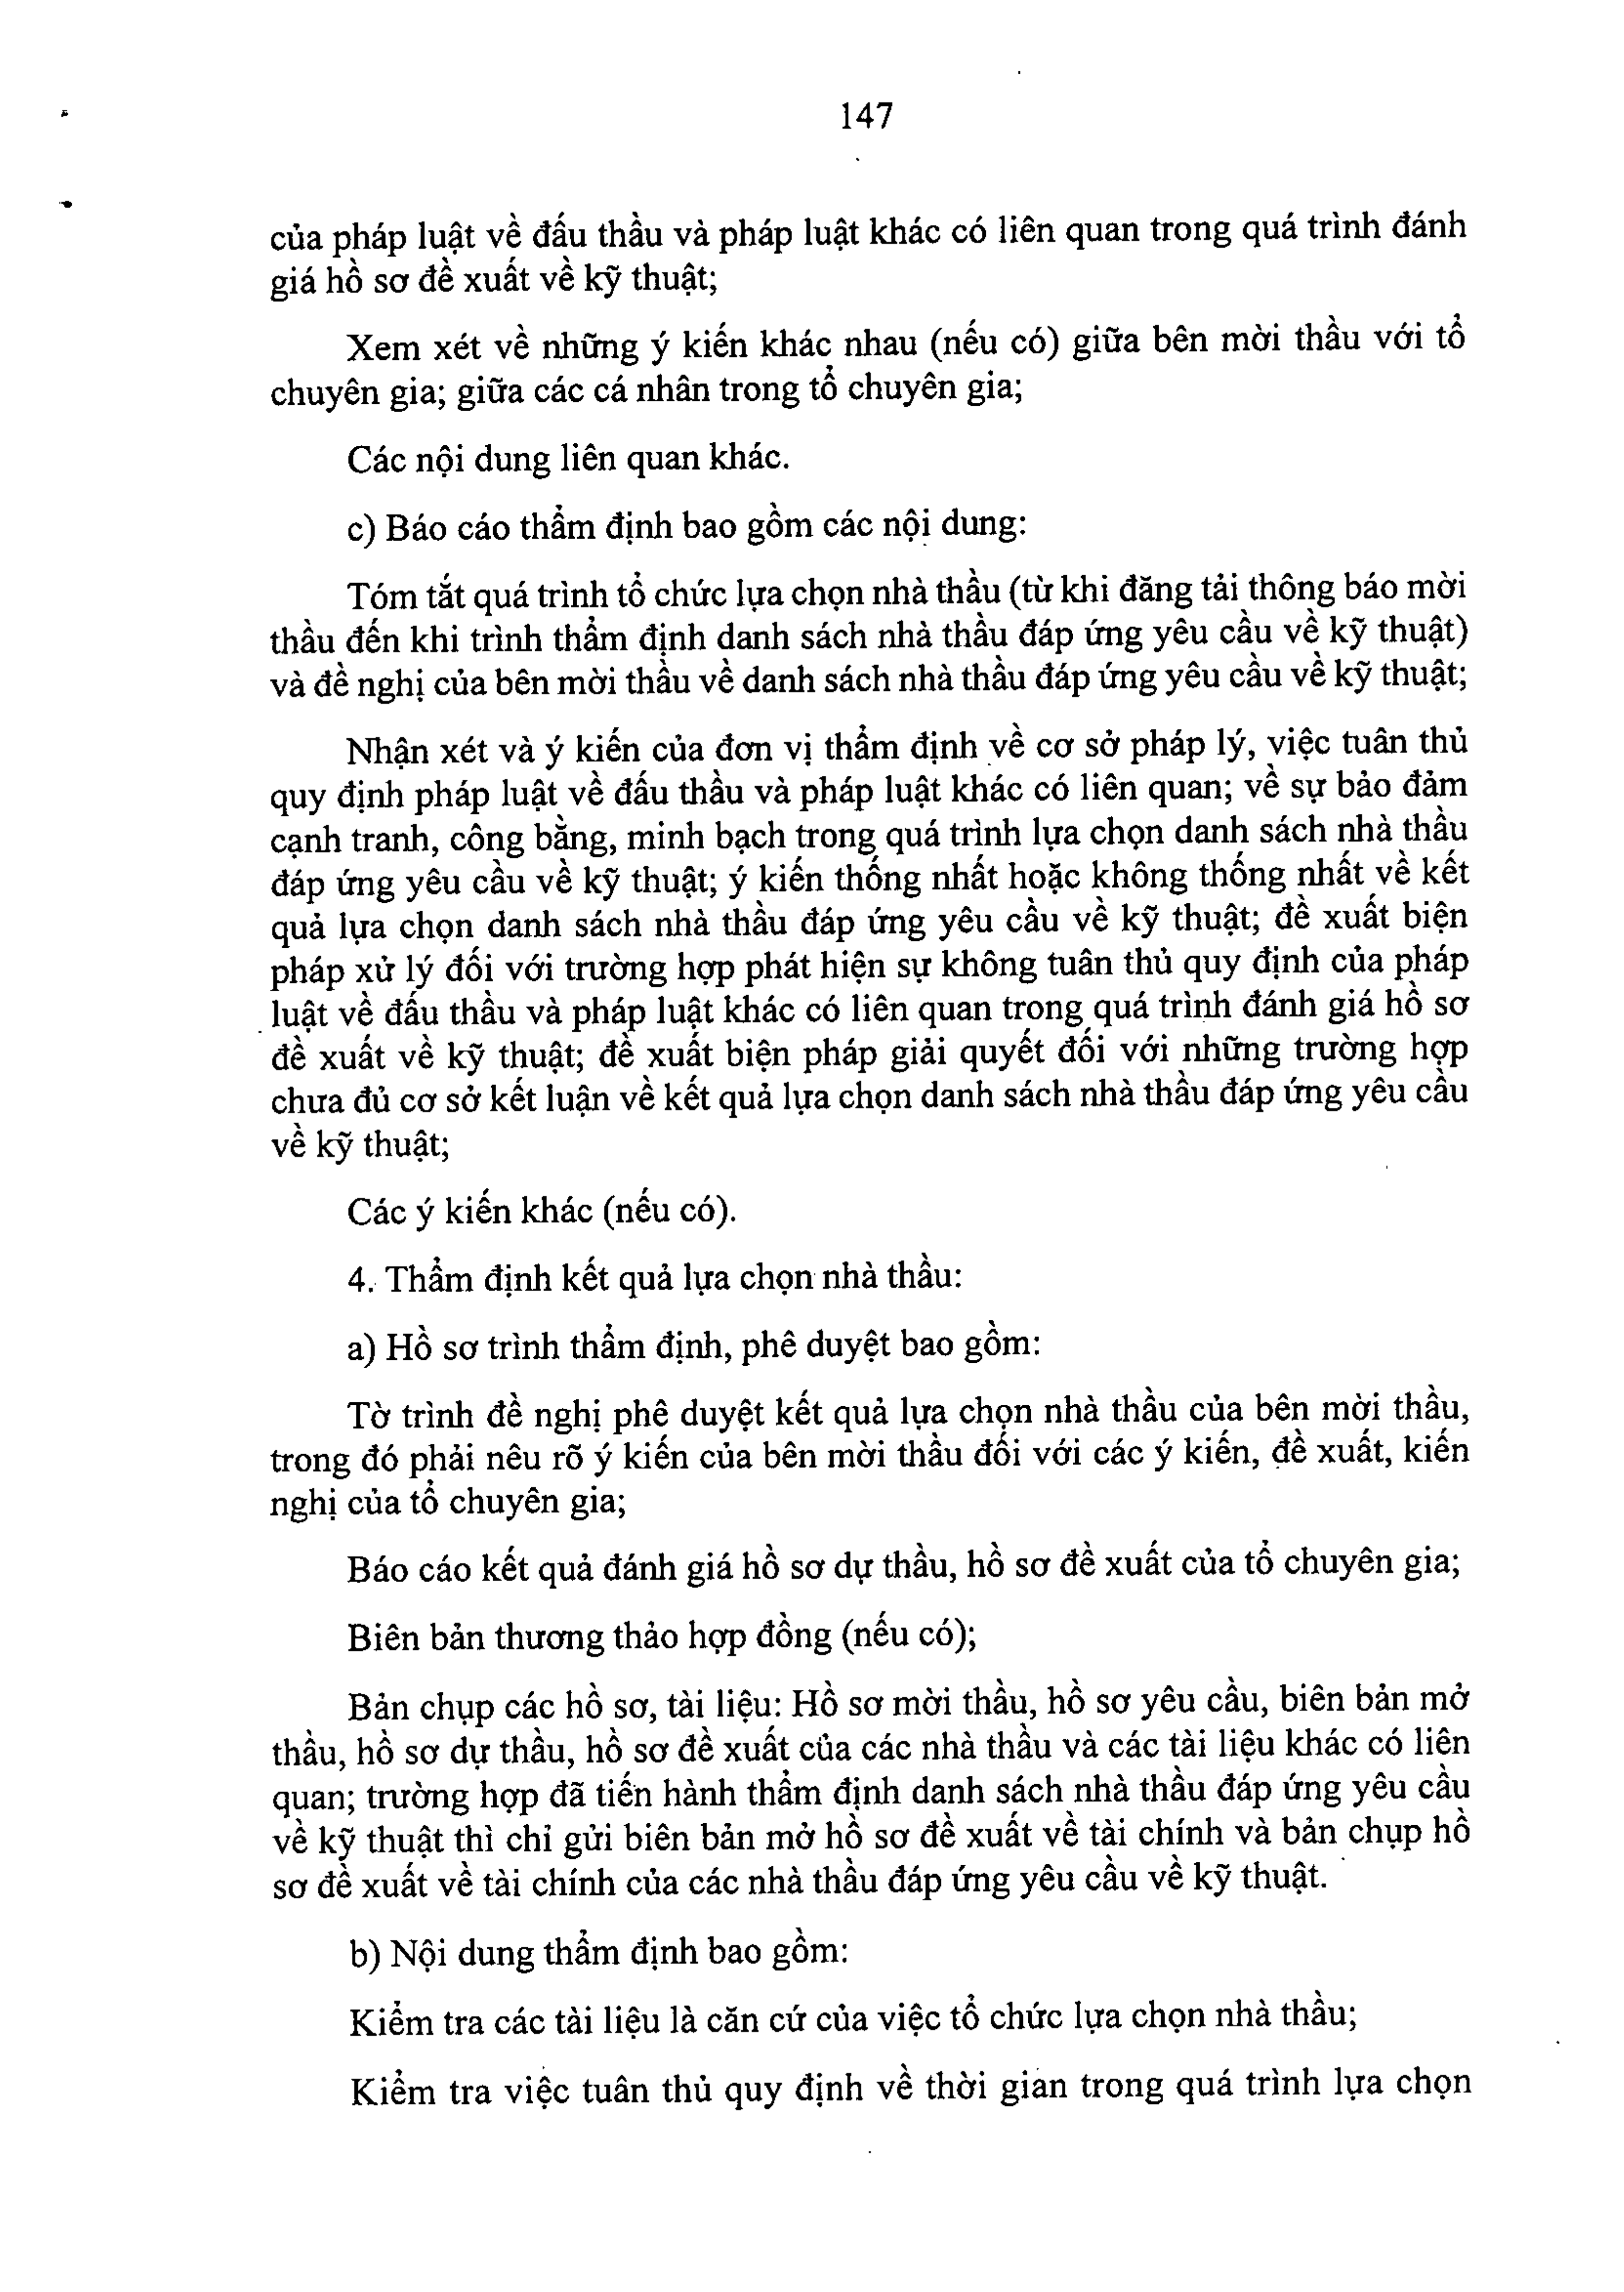 147
của pháp luật về đấu thầu và pháp luật khác có liên quan trong quá trình đánh
giá hồ sơ đề xuất về kỹ thuật;
Xem xét về những ý kiến khác nhau (nếu có) giữa bên mời thầu với tổ
chuyên gia; giữa các cá nhân trong tổ chuyên gia;
Các nội dung liên quan khác.
c) Báo cáo thẩm định bao gồm các nội dung:
Tóm tắt quá trình tổ chức lựa chọn nhà thầu (từ khi đăng tải thông báo mời
thầu đến khi trình thẩm định danh sách nhà thầu đáp ứng yêu cầu về kỹ thuật)
và đề nghị của bên mời thầu về danh sách nhà thầu đáp ứng yêu cầu về kỹ thuật;
Nhận xét và ý kiến của đơn vị thẩm định về cơ sở pháp lý, việc tuân thủ
quy định pháp luật về đấu thầu và pháp luật khác có liên quan; về sự bảo đảm
cạnh tranh, công bằng, minh bạch trong quá trình lựa chọn danh sách nhà thầu
đáp ứng yêu cầu về kỹ thuật; ý kiến thống nhất hoặc không thống nhất về kết
quả lựa chọn danh sách nhà thầu đáp ứng yêu cầu về kỹ thuật; đề xuất biện
pháp xử lý đối với trường hợp phát hiện sự không tuân thủ quy định của pháp
luật về đấu thầu và pháp luật khác có liên quan trong quá trình đánh giá hồ sơ
đề xuất về kỹ thuật; đề xuất biện pháp giải quyết đối với những trường hợp
chưa đủ cơ sở kết luận về kết quả lựa chọn danh sách nhà thầu đáp ứng yêu cầu
về kỹ thuật;
Các ý kiến khác (nếu có).
4. Thẩm định kết quả lựa chọn nhà thầu:
a) Hồ sơ trình thẩm định, phê duyệt bao gồm:
Tờ trình đề nghị phê duyệt kết quả lựa chọn nhà thầu của bên mời thầu,
trong đó phải nêu rõ ý kiến của bên mời thầu đối với các ý kiến, đề xuất, kiến
nghị của tổ chuyên gia;
Báo cáo kết quả đánh giá hồ sơ dự thầu, hồ sơ đề xuất của tổ chuyên gia;
Biên bản thương thảo hợp đồng (nếu có);
Bản chụp các hồ sơ, tài liệu: Hồ sơ mời thầu, hồ sơ yêu cầu, biên bản mở
thầu, hồ sơ dự thầu, hồ sơ đề xuất của các nhà thầu và các tài liệu khác có liên
quan; trường hợp đã tiến hành thẩm định danh sách nhà thầu đáp ứng yêu cầu
về kỹ thuật thì chỉ gửi biên bản mở hồ sơ đề xuất về tài chính và bản chụp hồ
sơ đề xuất về tài chính của các nhà thầu đáp ứng yêu cầu về kỹ thuật.
b) Nội dung thẩm định bao gồm:
Kiểm tra các tài liệu là căn cứ của việc tổ chức lựa chọn nhà thầu;
Kiểm tra việc tuân thủ quy định về thời gian trong quá trình lựa chọn